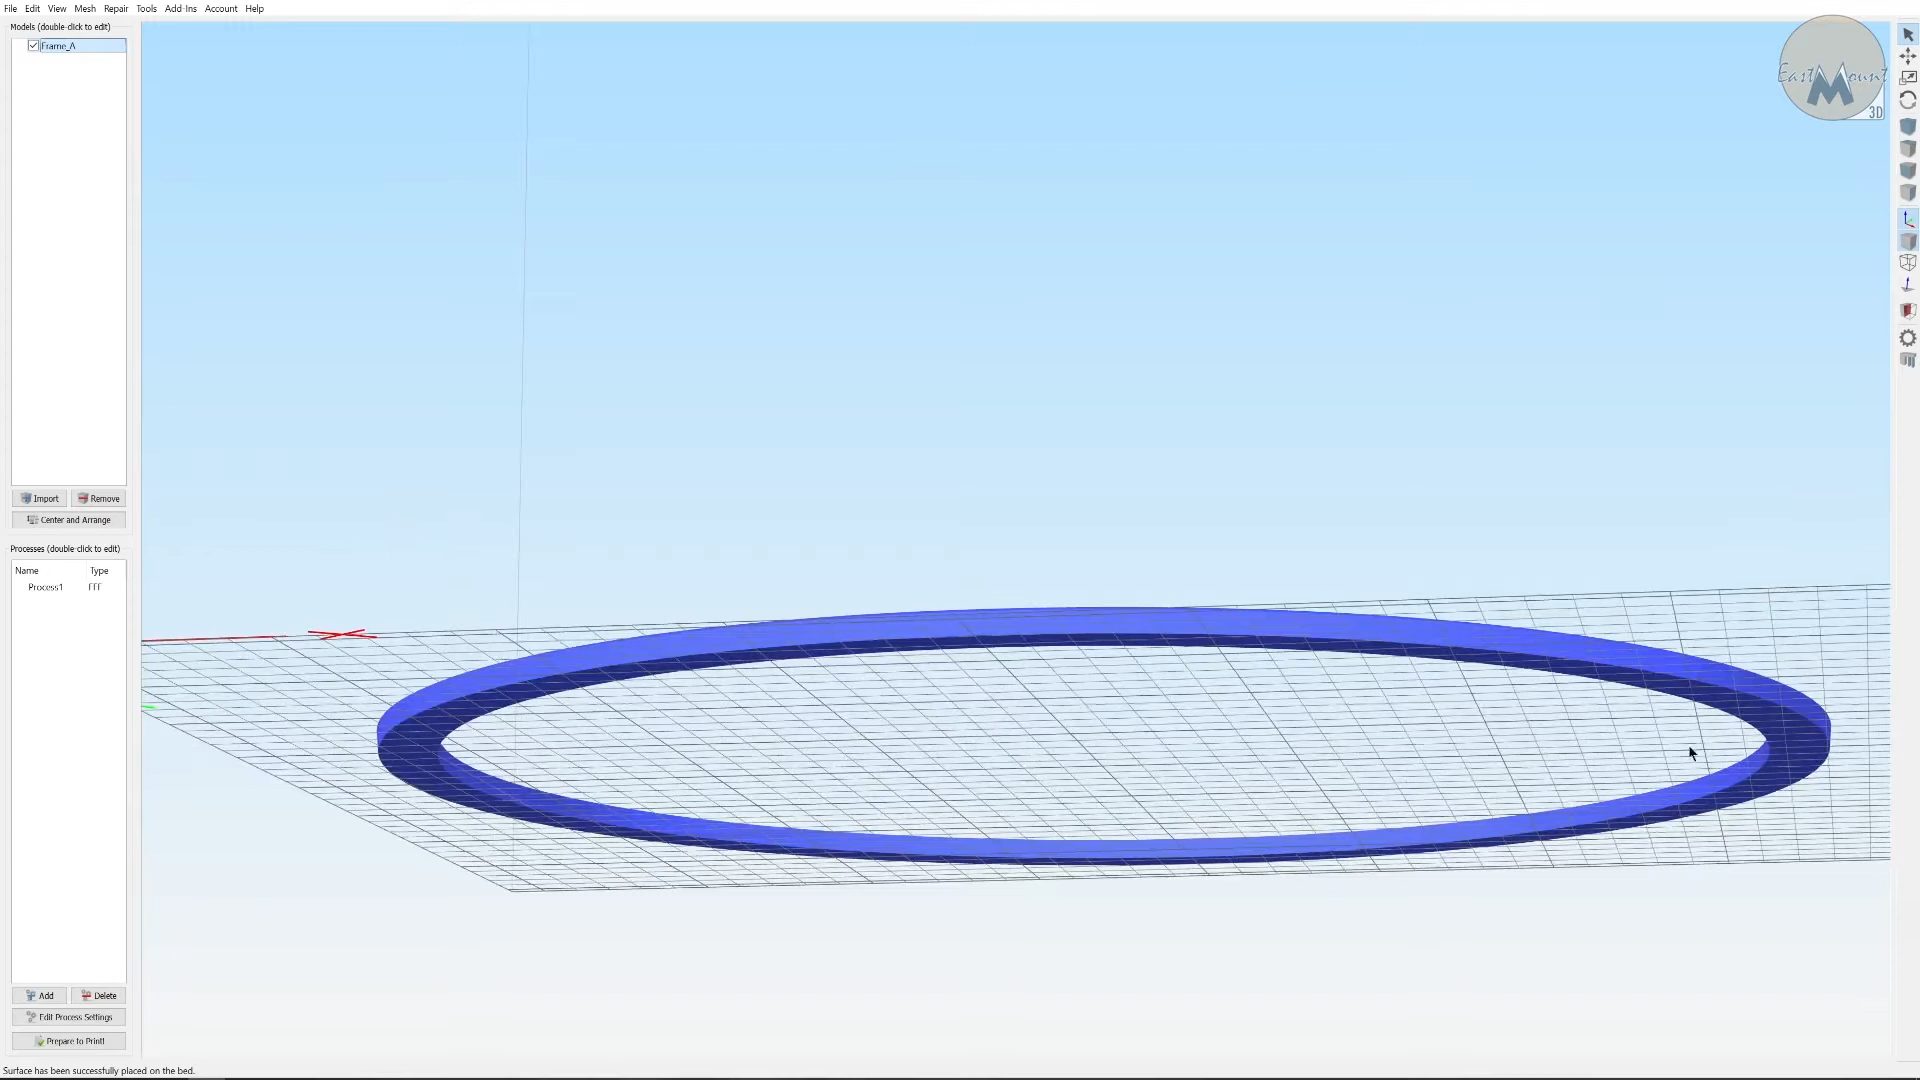 File Edit View Mesh Repair Tools Add-Ins Account Help
Models (double-click to edit)
Frame_A
Import Remove
Center and Arrange
Processes (double-click to edit)
Name Type
Process1 FFF
Add Delete
Edit Process Settings
Prepare to Print!
Surface has been successfully placed on the bed.
EastMount
3D